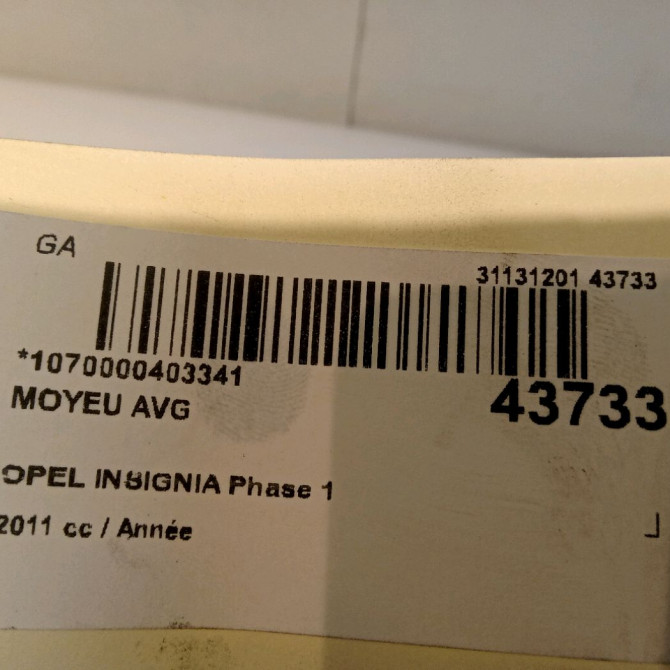 GA
31131201 43733
*1070000403341
43733
MOYEU AVG
OPEL INSIGNIA Phase 1
2011 cc / Année